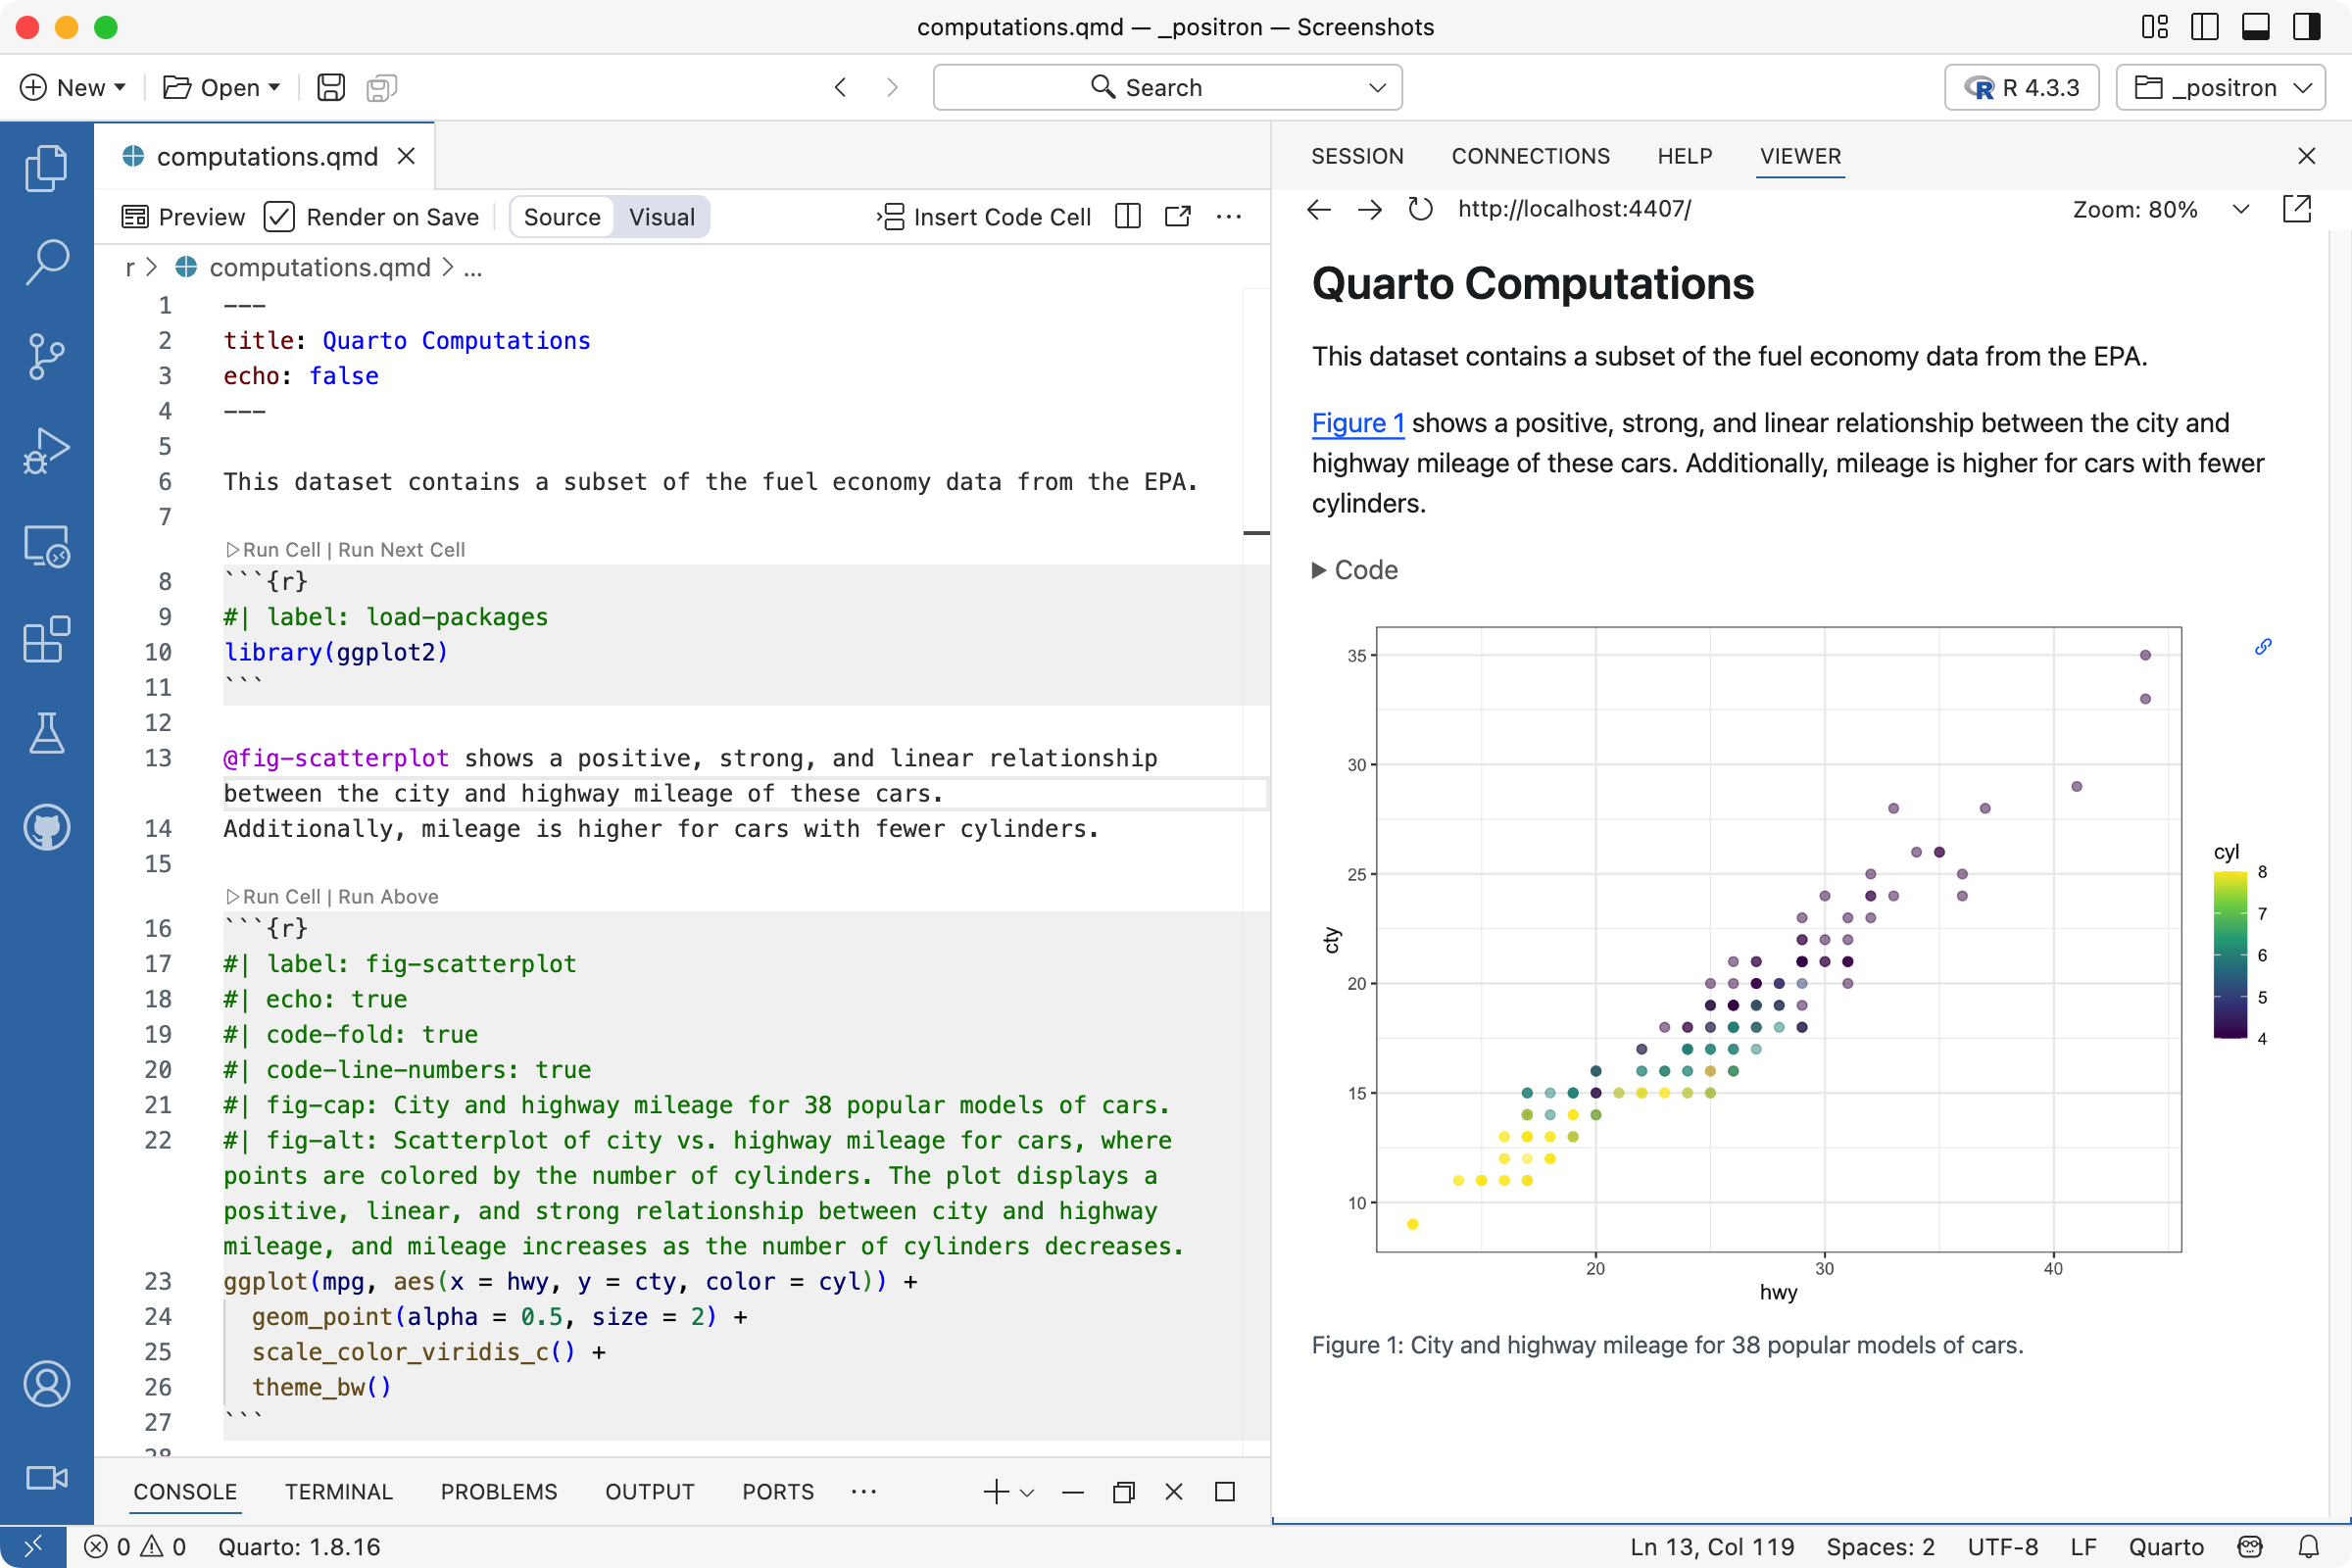 computations.qmd — _positron — Screenshots
New
Open
Search
R 4.3.3
_positron
computations.qmd
Preview
Render on Save
Source
Visual
Insert Code Cell
...
r > computations.qmd > ...
1 ---
2 title: Quarto Computations
3 echo: false
4 ---
5
6 This dataset contains a subset of the fuel economy data from the EPA.
7
Run Cell | Run Next Cell
8 ```{r}
9 #| label: load-packages
10 library(ggplot2)
11 ```
12
13 @fig-scatterplot shows a positive, strong, and linear relationship
between the city and highway mileage of these cars.
14 Additionally, mileage is higher for cars with fewer cylinders.
15
Run Cell | Run Above
16 ```{r}
17 #| label: fig-scatterplot
18 #| echo: true
19 #| code-fold: true
20 #| code-line-numbers: true
21 #| fig-cap: City and highway mileage for 38 popular models of cars.
22 #| fig-alt: Scatterplot of city vs. highway mileage for cars, where
points are colored by the number of cylinders. The plot displays a
positive, linear, and strong relationship between city and highway
mileage, and mileage increases as the number of cylinders decreases.
23 ggplot(mpg, aes(x = hwy, y = cty, color = cyl)) +
24 geom_point(alpha = 0.5, size = 2) +
25 scale_color_viridis_c() +
26 theme_bw()
27 ```
28
CONSOLE
TERMINAL
PROBLEMS
OUTPUT
PORTS
...
SESSION
CONNECTIONS
HELP
VIEWER
http://localhost:4407/
Zoom: 80%
Quarto Computations
This dataset contains a subset of the fuel economy data from the EPA.
Figure 1 shows a positive, strong, and linear relationship between the city and
highway mileage of these cars. Additionally, mileage is higher for cars with fewer
cylinders.
Code
35
30
25
20
15
10
cty
20
30
40
hwy
cyl
8
7
6
5
4
Figure 1: City and highway mileage for 38 popular models of cars.
0
0
Quarto: 1.8.16
Ln 13, Col 119
Spaces: 2
UTF-8
LF
Quarto